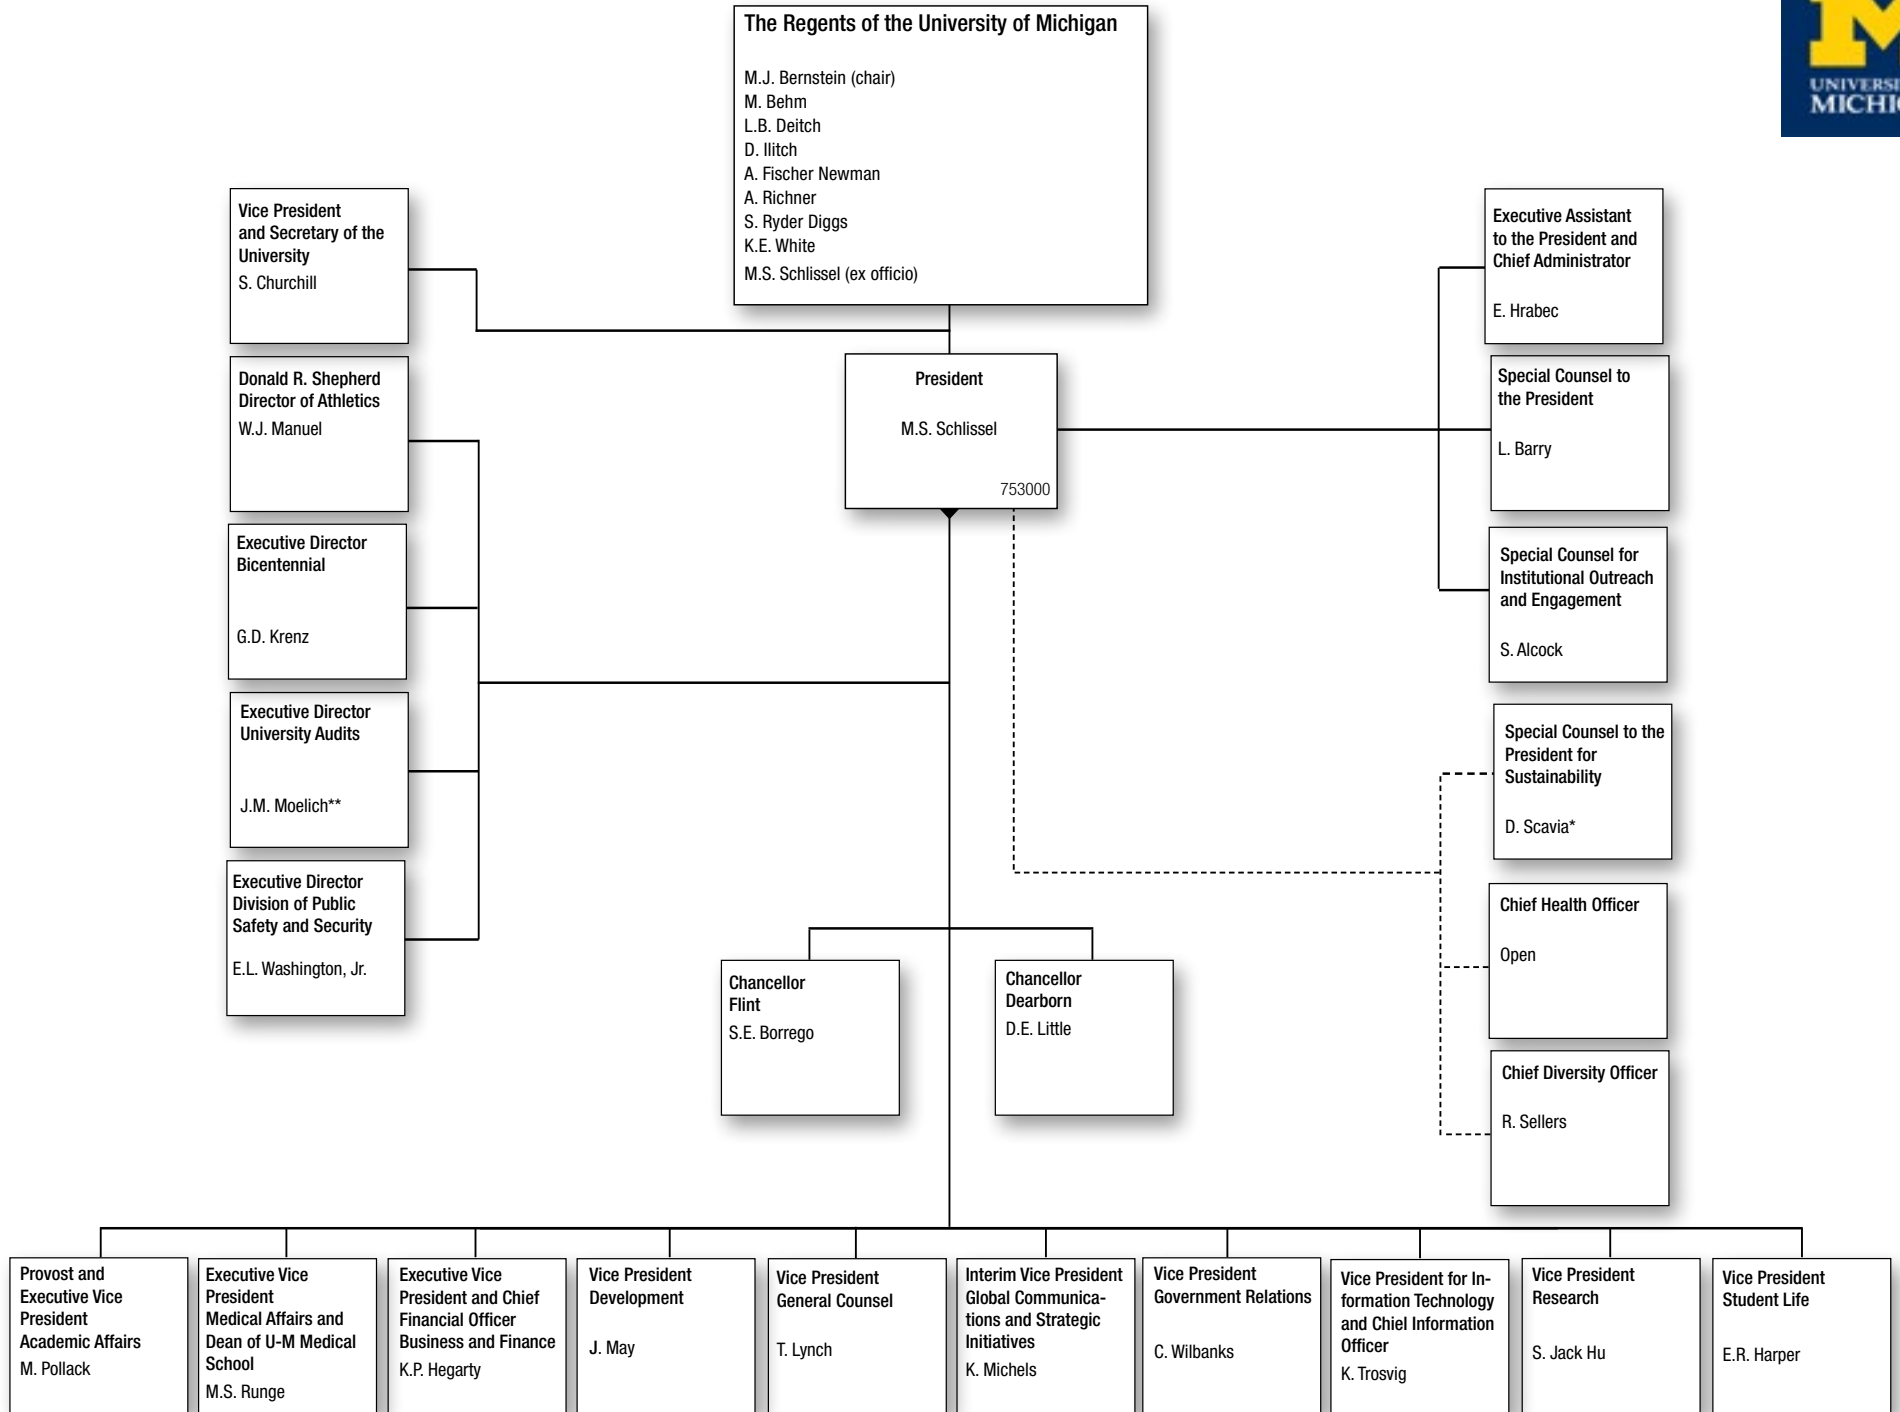 The Regents of the University of Michigan
M.J. Bernstein (chair)
M. Behm
L.B. Deitch
D. Ilitch
A. Fischer Newman
A. Richner
S. Ryder Diggs
K.E. White
M.S. Schlissel (ex officio)
MICHI
Vice President
and Secretary of the
University
S. Churchill
Donald R. Shepherd
Director of Athletics
W.J. Manuel
Executive Director
Bicentennial
G.D. Krenz
Executive Director
University Audits
J.M. Moelich**
Executive Director
Division of Public
Safety and Security
E.L. Washington, Jr.
President
M.S. Schlissel
753000
Executive Assistant
to the President and
Chief Administrator
E. Hrabec
Special Counsel to
the President
L. Barry
Special Counsel for
Institutional Outreach
and Engagement
S. Alcock
Special Counsel to the
President for
Sustainability
D. Scavia*
Chief Health Officer
Open
Chief Diversity Officer
R. Sellers
Chancellor
Flint
S.E. Borrego
Chancellor
Dearborn
D.E. Little
Provost and
Executive Vice
President
Academic Affairs
M. Pollack
Executive Vice
President
Medical Affairs and
Dean of U-M Medical
School
M.S. Runge
Executive Vice
President and Chief
Financial Officer
Business and Finance
K.P. Hegarty
Vice President
Development
J. May
Vice President
General Counsel
T. Lynch
Interim Vice President
Global Communica-
tions and Strategic
Initiatives
K. Michels
Vice President
Government Relations
C. Wilbanks
Vice President for In-
formation Technology
and Chiel Information
Officer
K. Trosvig
Vice President
Research
S. Jack Hu
Vice President
Student Life
E.R. Harper